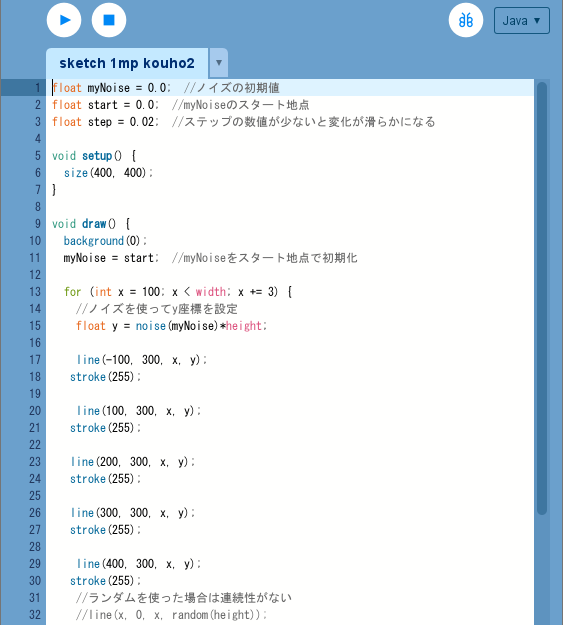 Java ▼
sketch 1mp kouho2 ▼
1 float myNoise = 0.0;  //ノイズの初期値
2 float start = 0.0;  //myNoiseのスタート地点
3 float step = 0.02;  //ステップの数値が少ないと変化が滑らかになる
4
5 void setup() {
6   size(400, 400);
7 }
8
9 void draw() {
10   background(0);
11   myNoise = start;  //myNoiseをスタート地点で初期化
12
13   for (int x = 100; x < width; x += 3) {
14     //ノイズを使ってy座標を設定
15     float y = noise(myNoise)*height;
16
17     line(-100, 300, x, y);
18    stroke(255);
19
20     line(100, 300, x, y);
21    stroke(255);
22
23    line(200, 300, x, y);
24    stroke(255);
25
26    line(300, 300, x, y);
27    stroke(255);
28
29     line(400, 300, x, y);
30    stroke(255);
31     //ランダムを使った場合は連続性がない
32     //line(x, 0, x, random(height));